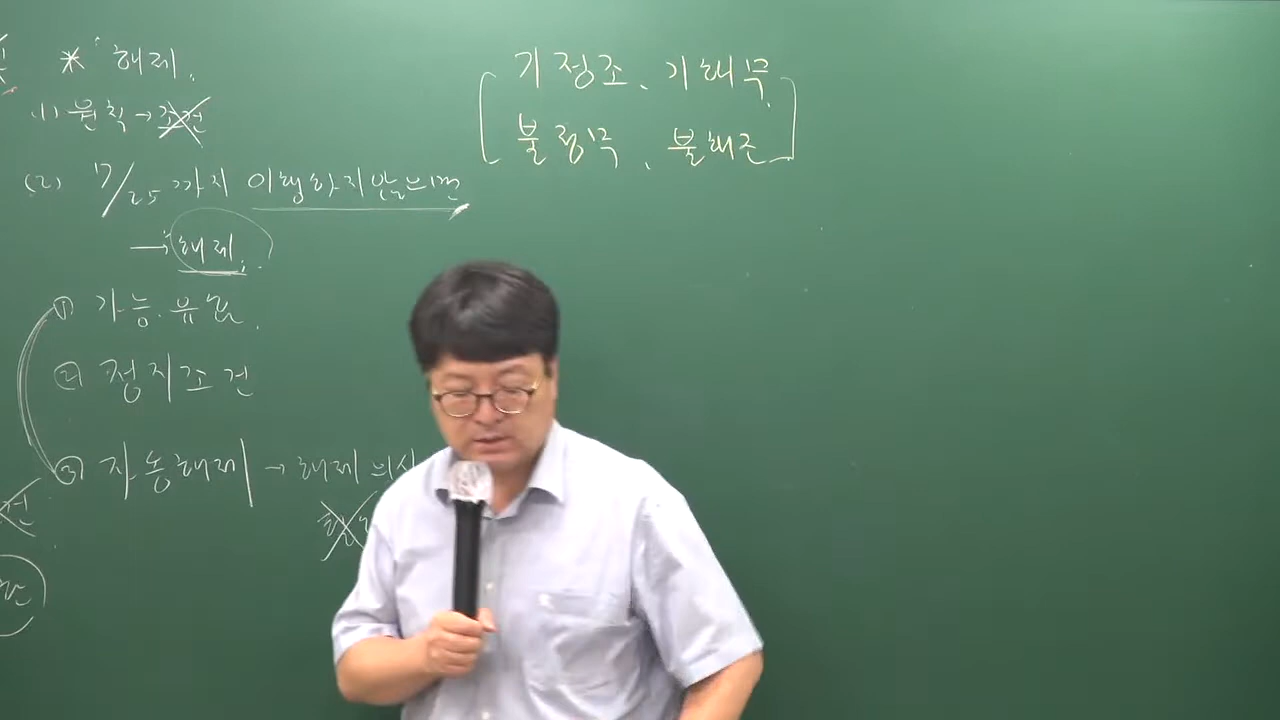 * 해제.
(1) 원칙 → 조건
(2) 7/25 까지 이행하지않으면
→ 해제.
① 가능. 유효.
② 정지조건
③ 자동해제 → 해제 의사
기정조、기해무
불정무、불해조